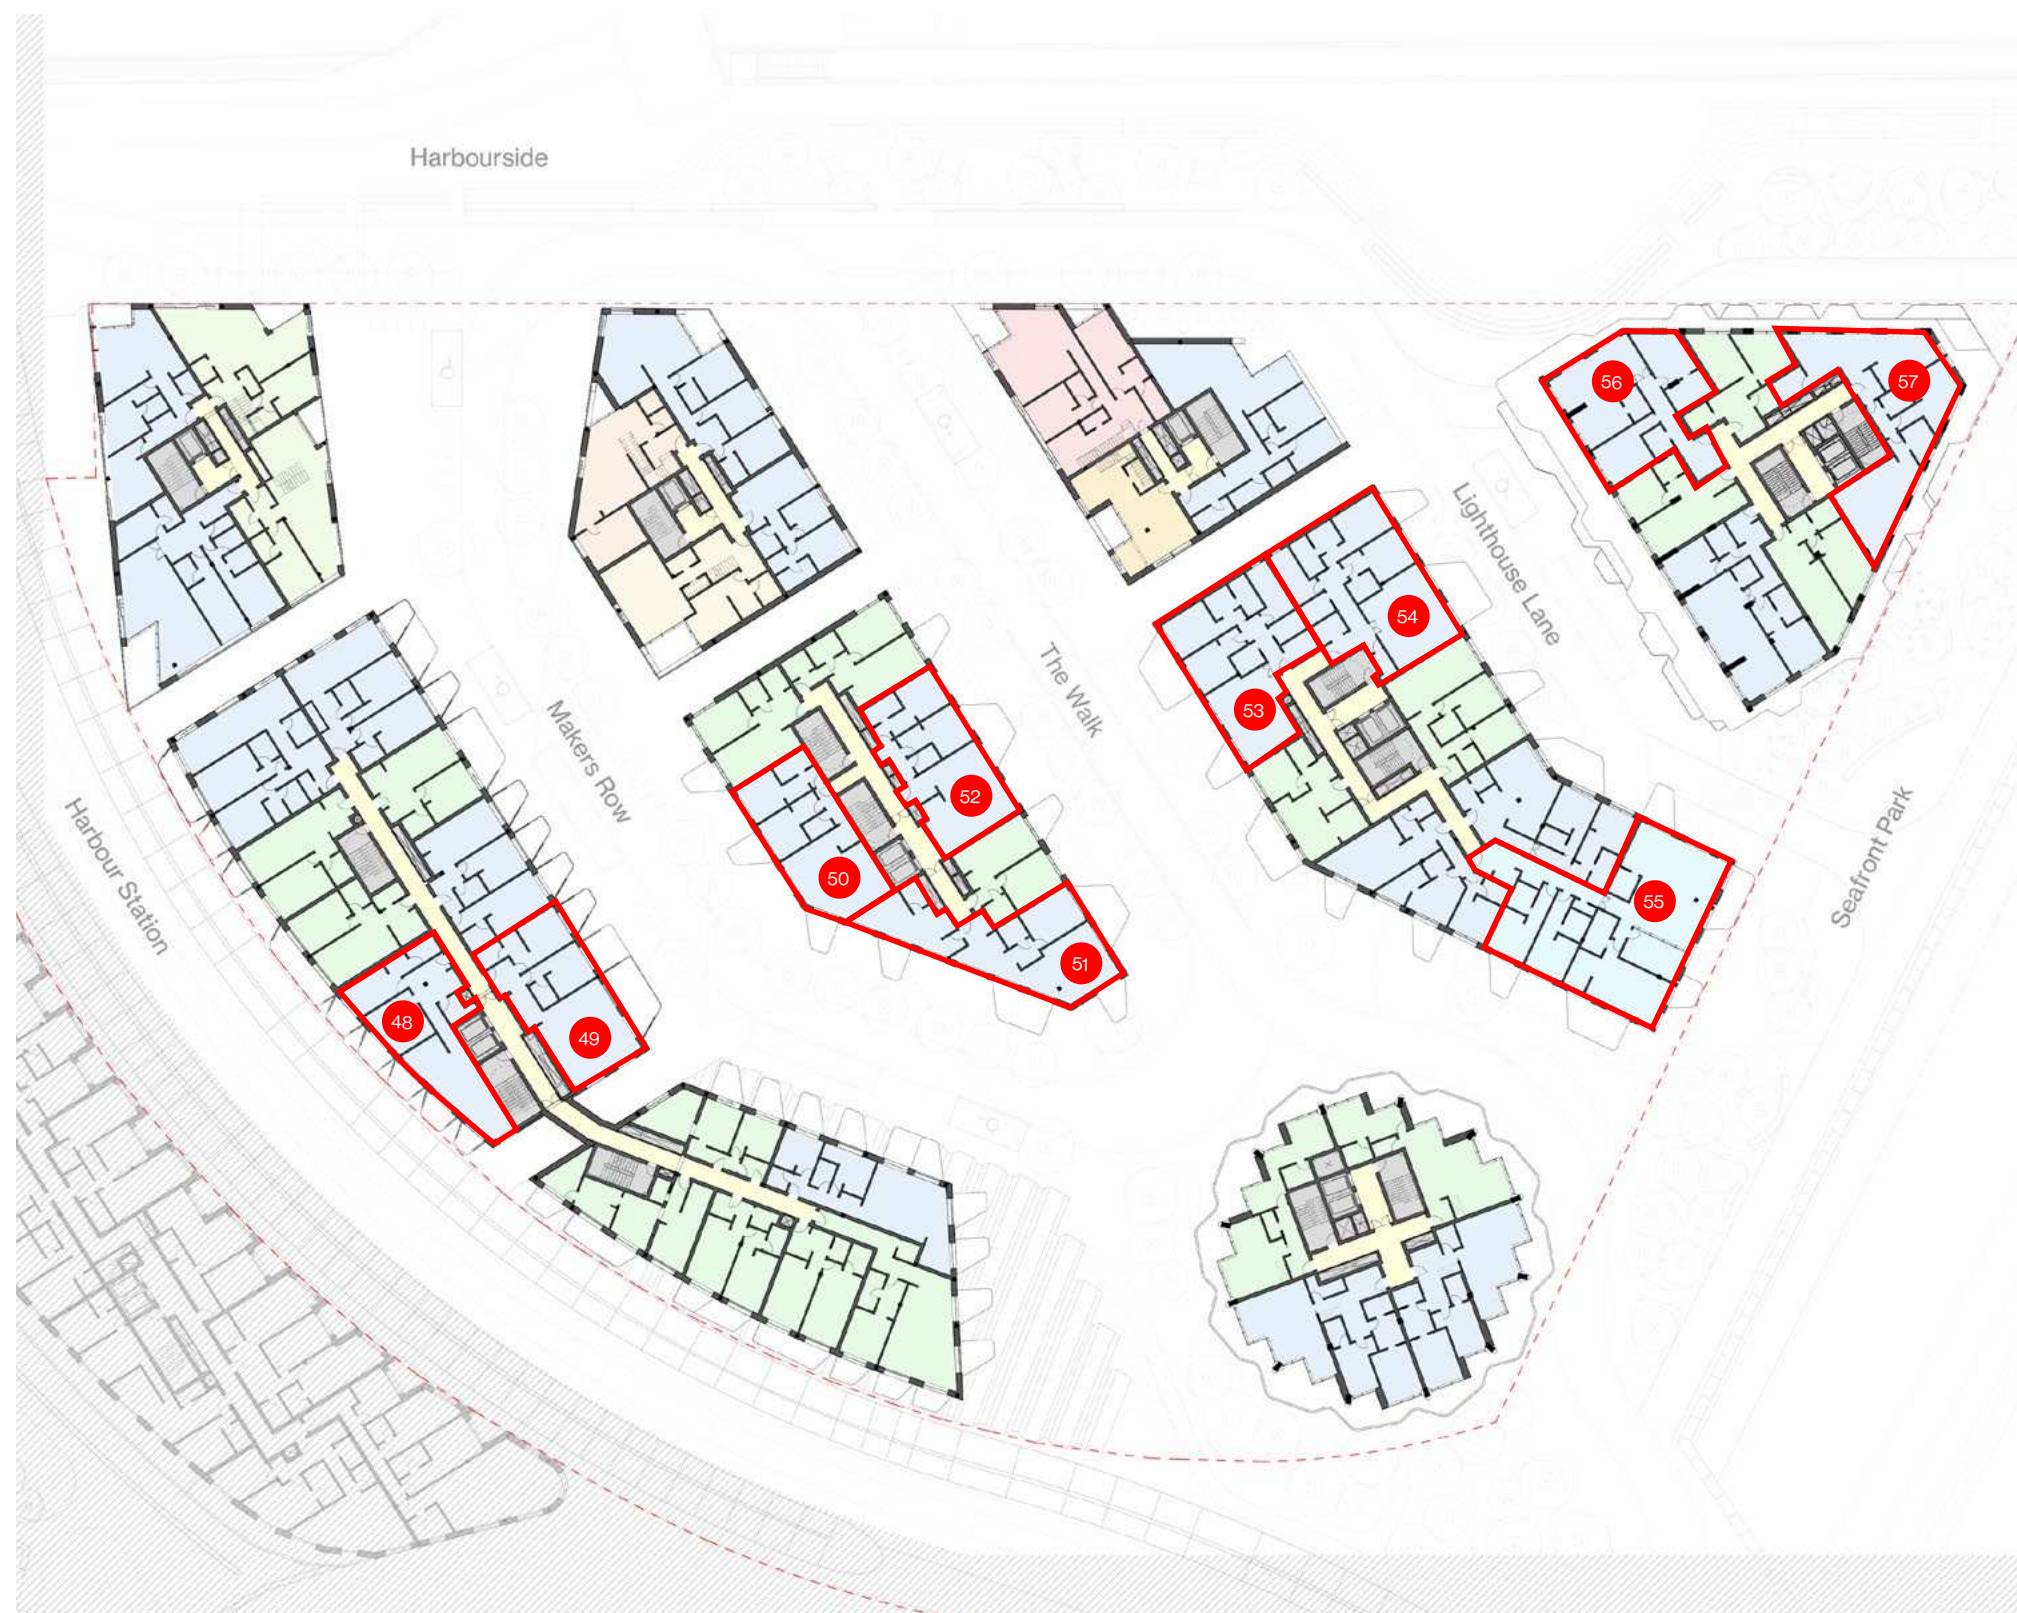 Harbourside
56
57
Lighthouse Lane
54
The Walk
53
Makers Row
52
Harbour Station
50
Seafront Park
55
51
48
49